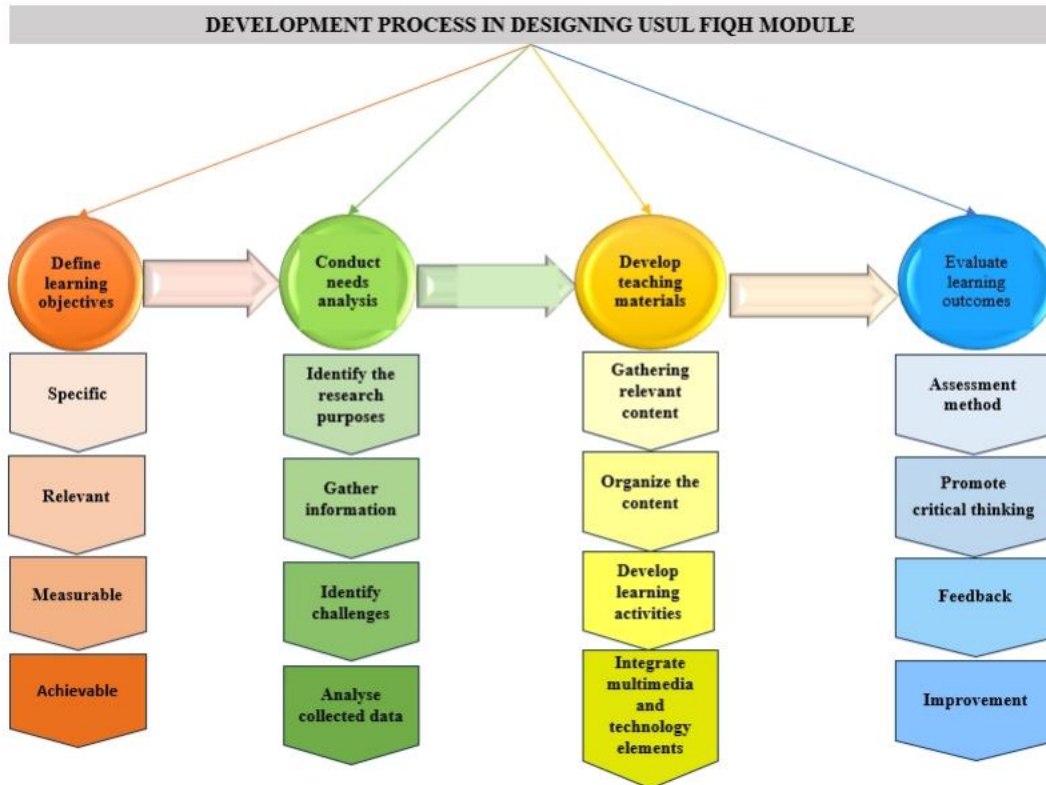 DEVELOPMENT PROCESS IN DESIGNING USUL FIQH MODULE
Define
learning
objectives
Conduct
needs
analysis
Develop
teaching
materials
Evaluate
learning
outcomes
Specific
Relevant
Measurable
Achievable
Identify the
research
purposes
Gather
information
Identify
challenges
Analyse
collected data
Gathering
relevant
content
Organize the
content
Develop
learning
activities
Integrate
multimedia
and
technology
elements
Assessment
method
Promote
critical thinking
Feedback
Improvement